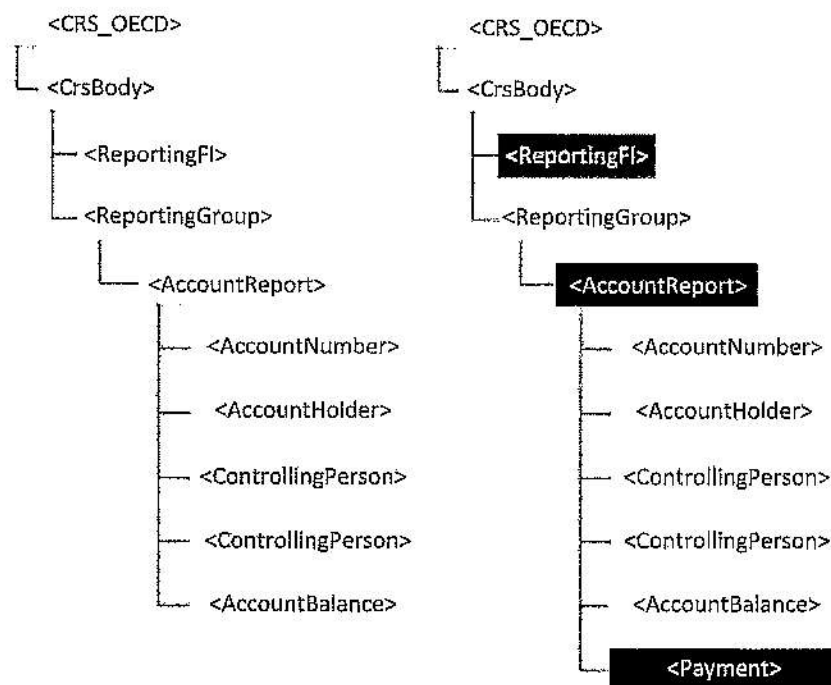 <CRS_OECD>
<CrsBody>
<ReportingFI>
<ReportingGroup>
<AccountReport>
<AccountNumber>
<AccountHolder>
<ControllingPerson>
<ControllingPerson>
<AccountBalance>
<CRS_OECD>
<CrsBody>
<ReportingFI>
<ReportingGroup>
<AccountReport>
<AccountNumber>
<AccountHolder>
<ControllingPerson>
<ControllingPerson>
<AccountBalance>
<Payment>